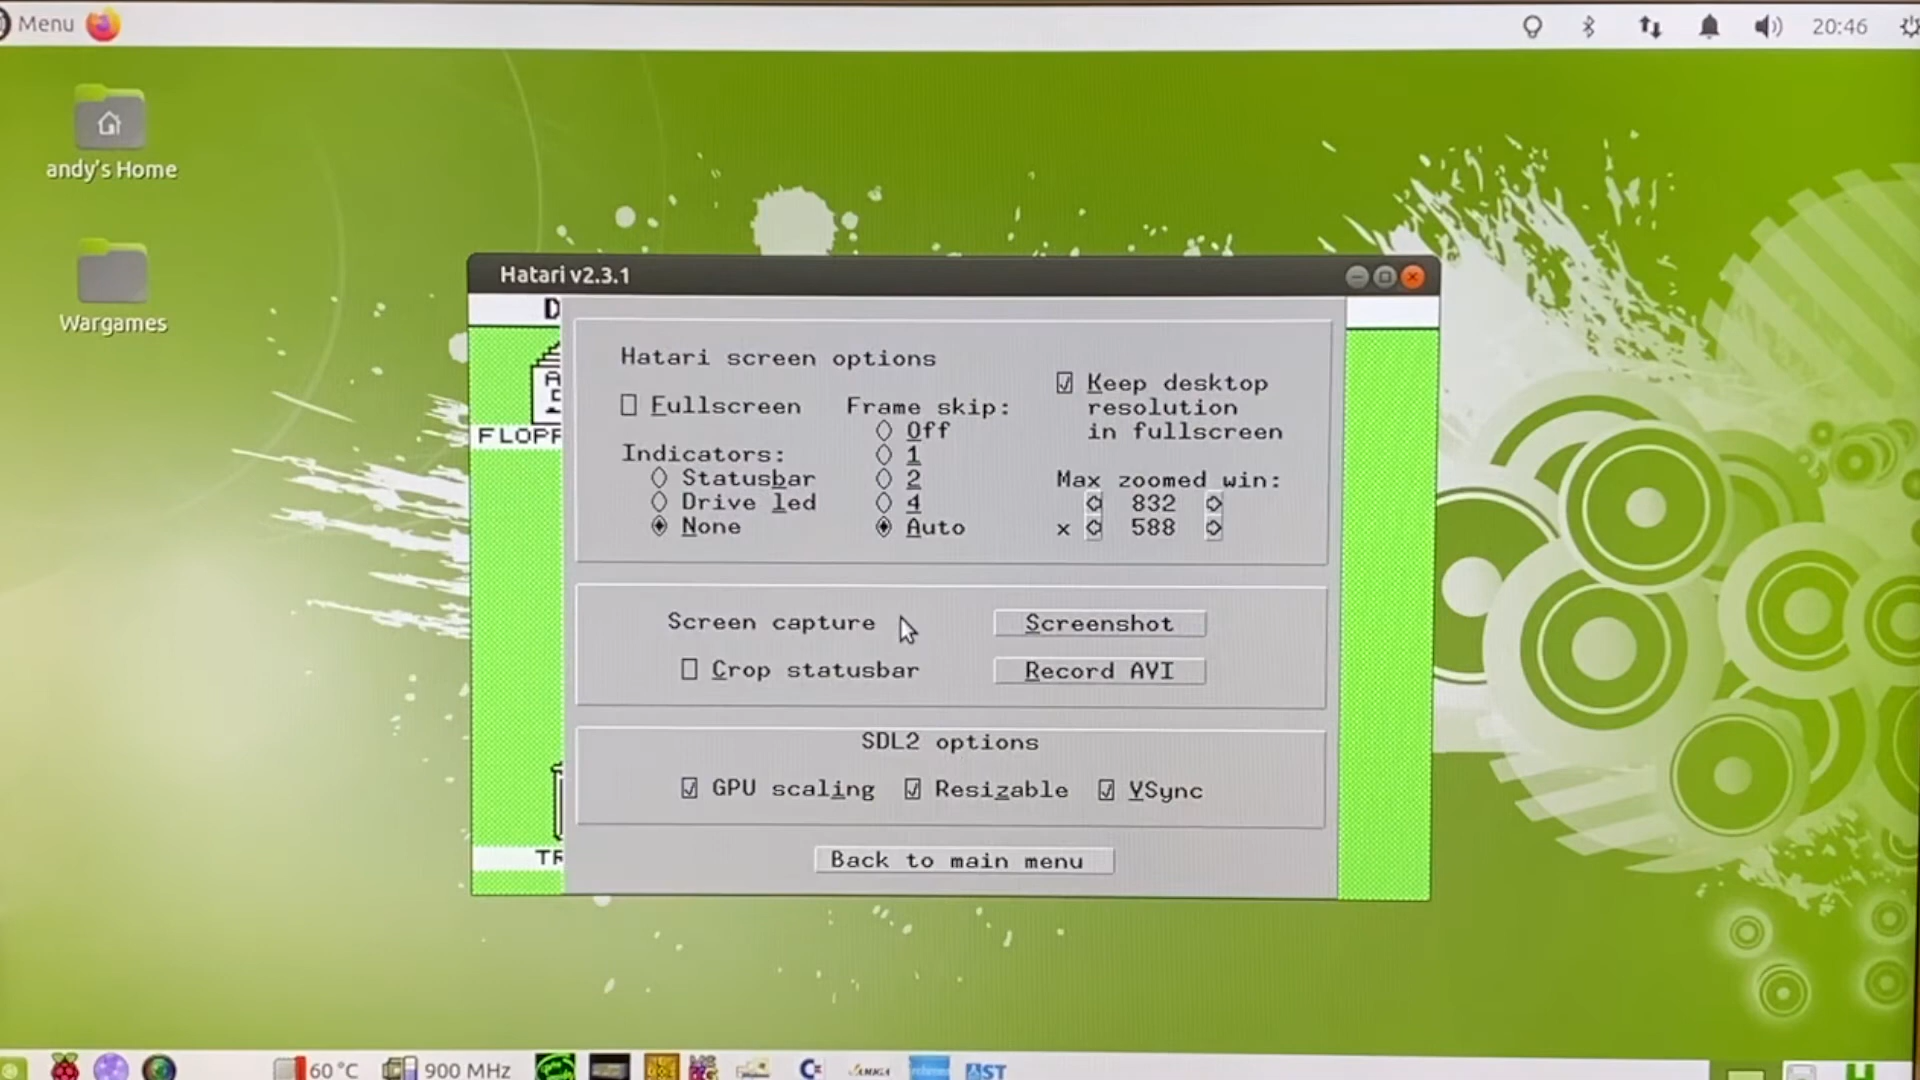 Menu
20:46
andy's Home
Wargames
Hatari v2.3.1
D
FLOPP
TR
Hatari screen options
Fullscreen
Indicators:
Statusbar
Drive led
None
Frame skip:
Off
1
2
4
Auto
Keep desktop
resolution
in fullscreen
Max zoomed win:
832
x 588
Screen capture
Screenshot
Crop statusbar
Record AVI
SDL2 options
GPU scaling
Resizable
VSync
Back to main menu
60 °C
900 MHz
AMIGA
ST